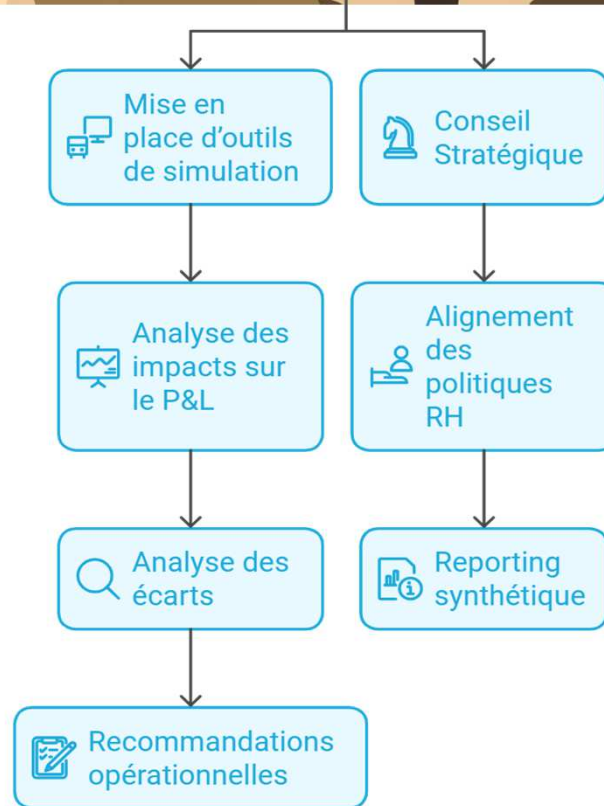 Mise en
place d'outils
de simulation
Conseil
Stratégique
Analyse des
impacts sur
le P&L
Alignement
des
politiques
RH
Analyse des
écarts
Reporting
synthétique
Recommandations
opérationnelles